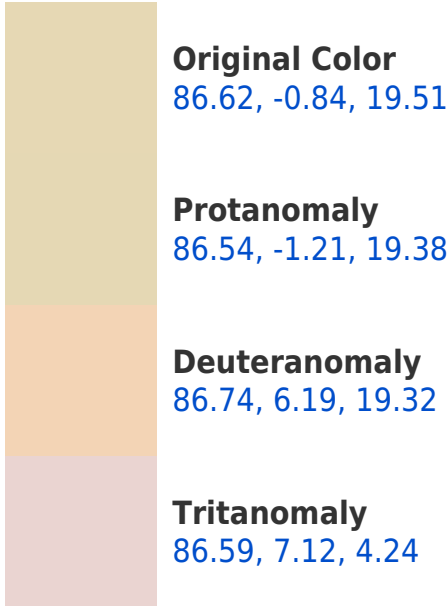 Original Color
86.62, -0.84, 19.51
Protanomaly
86.54, -1.21, 19.38
Deuteranomaly
86.74, 6.19, 19.32
Tritanomaly
86.59, 7.12, 4.24